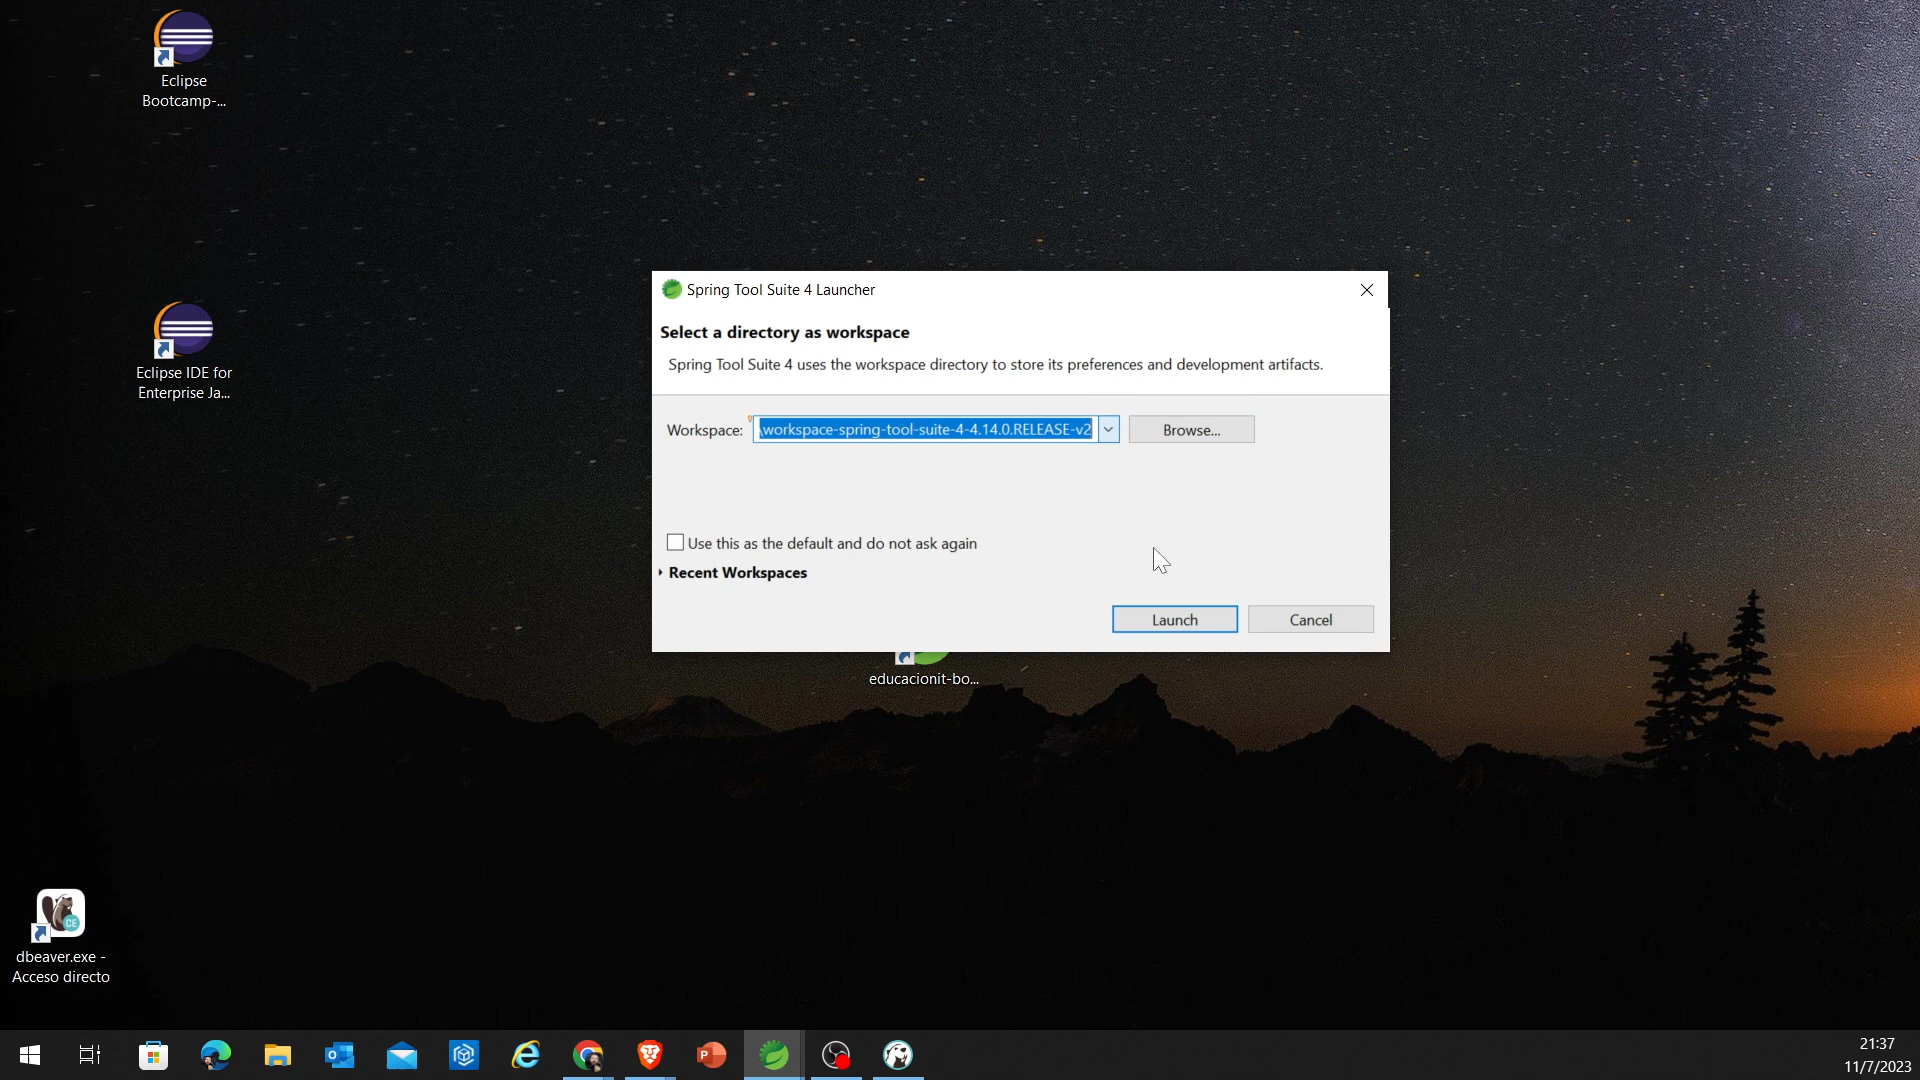 Eclipse
Bootcamp-...
Eclipse IDE for
Enterprise Ja...
Spring Tool Suite 4 Launcher
Select a directory as workspace
Spring Tool Suite 4 uses the workspace directory to store its preferences and development artifacts.
Workspace: \workspace-spring-tool-suite-4-4.14.0.RELEASE-v2 Browse...
Use this as the default and do not ask again
Recent Workspaces
Launch Cancel
educacionit-bo...
CE
dbeaver.exe -
Acceso directo
21:37
11/7/2023